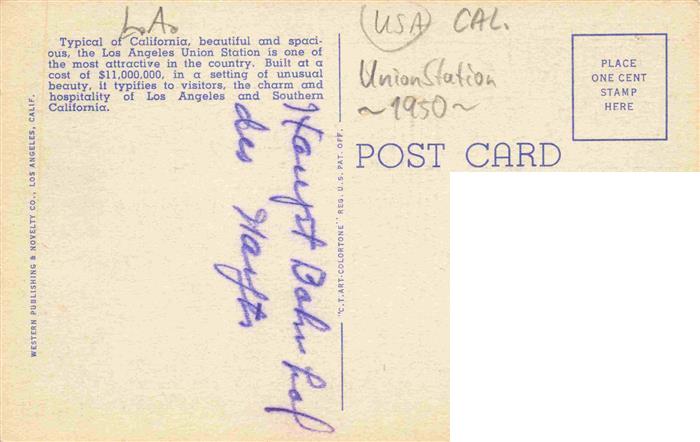 L.A.
Typical of California, beautiful and spaci-
ous, the Los Angeles Union Station is one of
the most attractive in the country. Built at a
cost of $11,000,000, in a setting of unusual
beauty, it typifies to visitors, the charm and
hospitality of Los Angeles and Southern
California.
(USA) CAL.
Union Station
~1950~
PLACE
ONE CENT
STAMP
HERE
POST CARD
WESTERN PUBLISHING & NOVELTY CO., LOS ANGELES, CALIF.
"C.T. ART-COLORTONE" REG. U.S. PAT. OFF.
Haupt Bahnhof
des